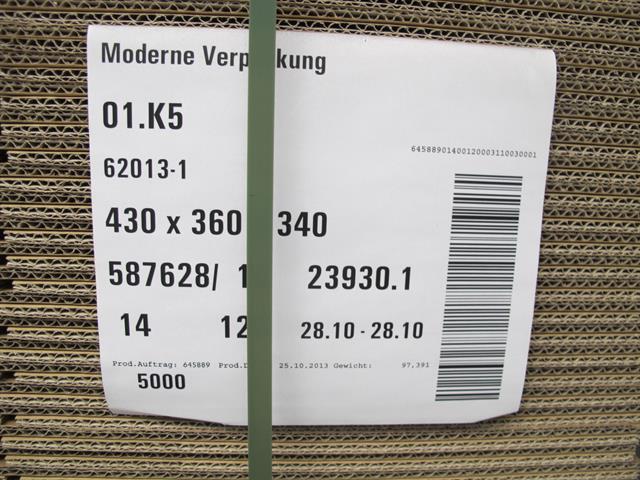 Moderne Verp kung
01.K5
64588901400120003110030001
62013-1
430 x 360 340
587628/ 1 23930.1
14 12 28.10 - 28.10
Prod.Auftrag: 645889 Prod.D 25.10.2013 Gewicht: 97,391
5000